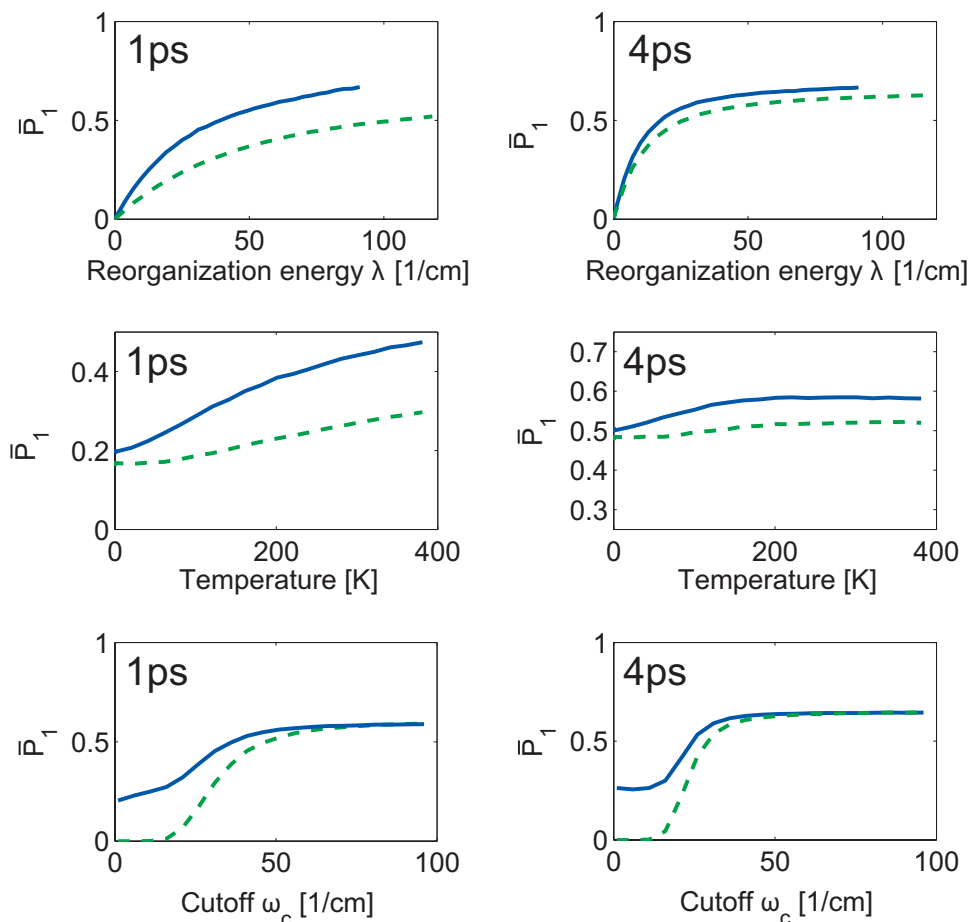 1ps
P̄₁
1
0.5
0
0 50 100
Reorganization energy λ [1/cm]
4ps
P̄₁
1
0.5
0
0 50 100
Reorganization energy λ [1/cm]
1ps
P̄₁
0.4
0.2
0
0 200 400
Temperature [K]
4ps
P̄₁
0.7
0.6
0.5
0.4
0.3
0 200 400
Temperature [K]
1ps
P̄₁
1
0.5
0
0 50 100
Cutoff ω_c [1/cm]
4ps
P̄₁
1
0.5
0
0 50 100
Cutoff ω_c [1/cm]